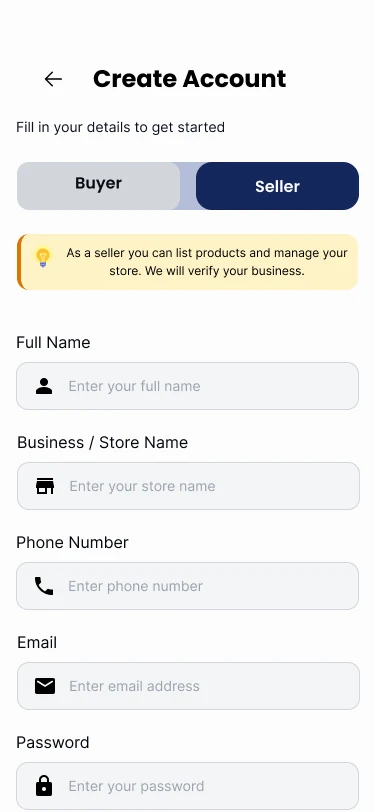 Create Account
Fill in your details to get started
Buyer
Seller
As a seller you can list products and manage your
store. We will verify your business.
Full Name
Enter your full name
Business / Store Name
Enter your store name
Phone Number
Enter phone number
Email
Enter email address
Password
Enter your password